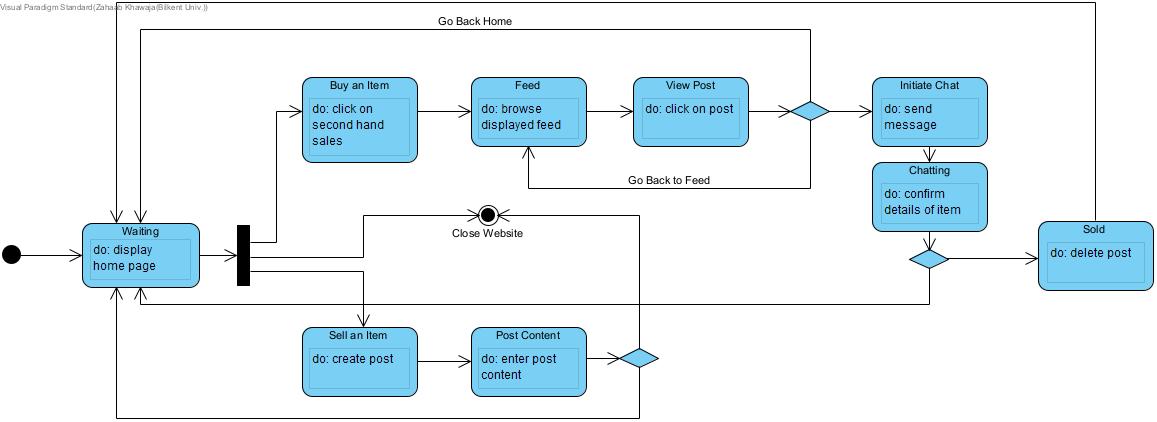 Visual Paradigm Standard(Zahaab Khawaja(Bilkent Univ.))
Go Back Home
Buy an Item
do: click on
second hand
sales
Feed
do: browse
displayed feed
View Post
do: click on post
Initiate Chat
do: send
message
Go Back to Feed
Chatting
do: confirm
details of item
Waiting
do: display
home page
Close Website
Sold
do: delete post
Sell an Item
do: create post
Post Content
do: enter post
content